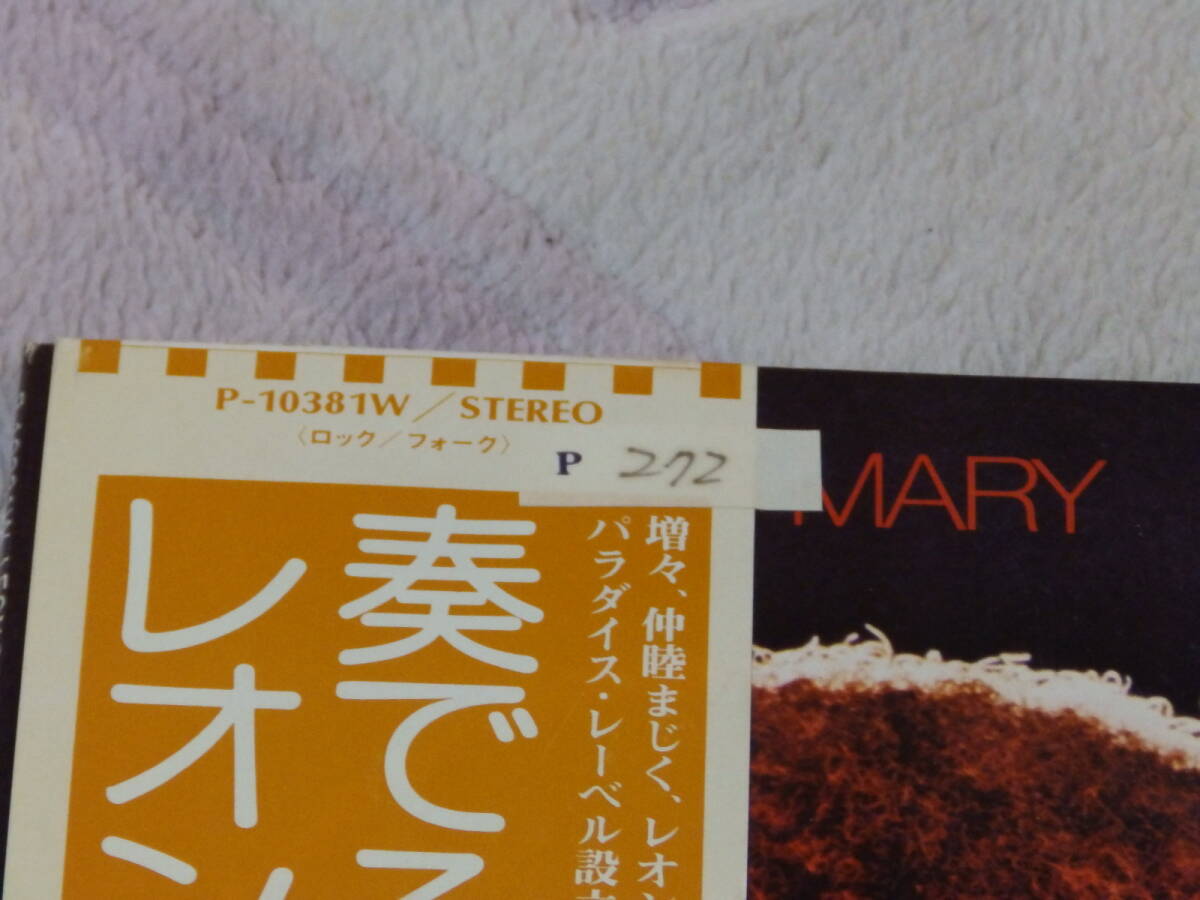 P-10381W/STEREO
〈ロック/フォーク〉
P 272
MARY
増々、仲睦まじく、レオン
パラダイス・レーベル設
奏で
レオン